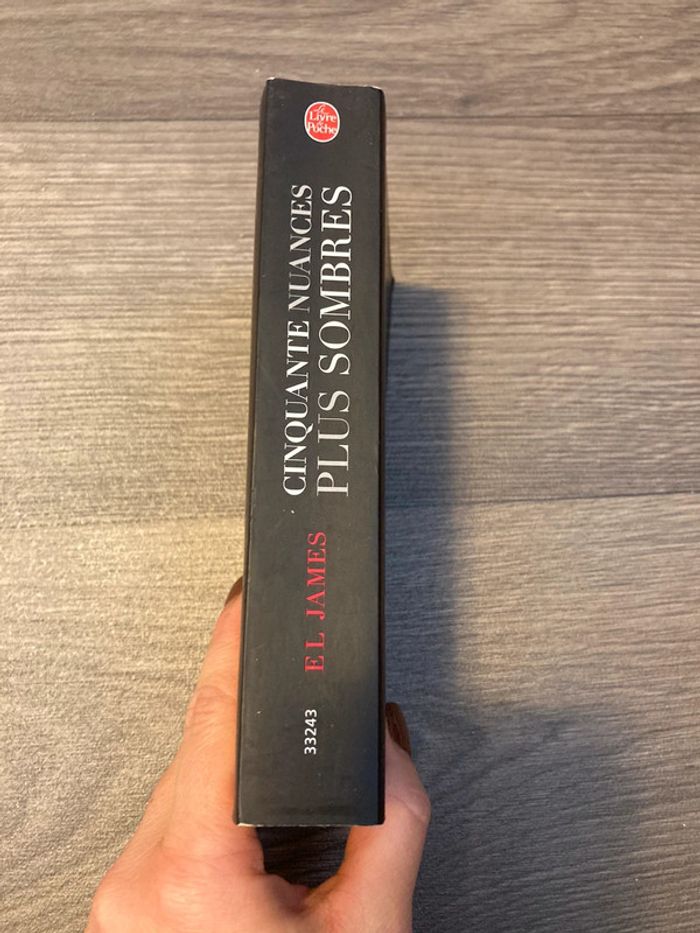 Le
Livre
de
Poche
CINQUANTE NUANCES
PLUS SOMBRES
E L JAMES
33243